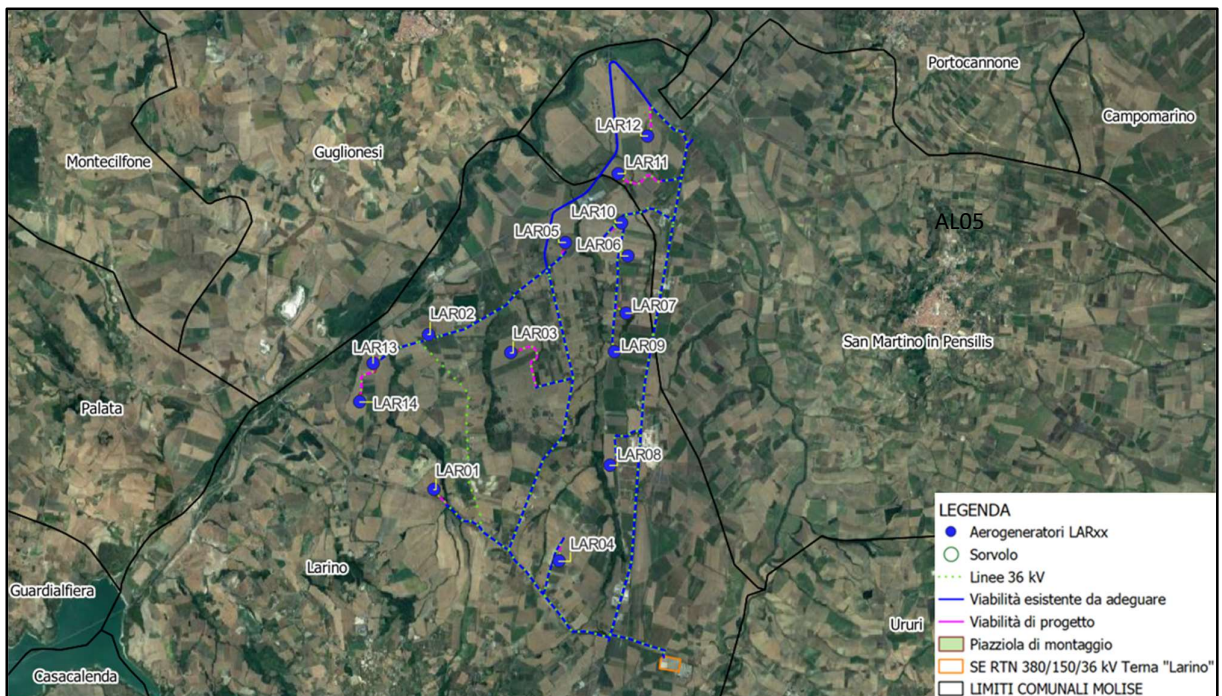 Portocannone
Campomarino
LAR12
Guglionesi
Montecilfone
LAR11
LAR10
AL05
LAR05
LAR06
LAR07
LAR02
LAR03
LAR09
San Martino in Pensilis
LAR13
LAR14
Palata
LAR08
LAR01
LAR04
Larino
Guardialfiera
Ururi
Casacalenda
LEGENDA
Aerogeneratori LARxx
Sorvolo
Linee 36 kV
Viabilità esistente da adeguare
Viabilità di progetto
Piazziola di montaggio
SE RTN 380/150/36 kV Terna "Larino"
LIMITI COMUNALI MOLISE